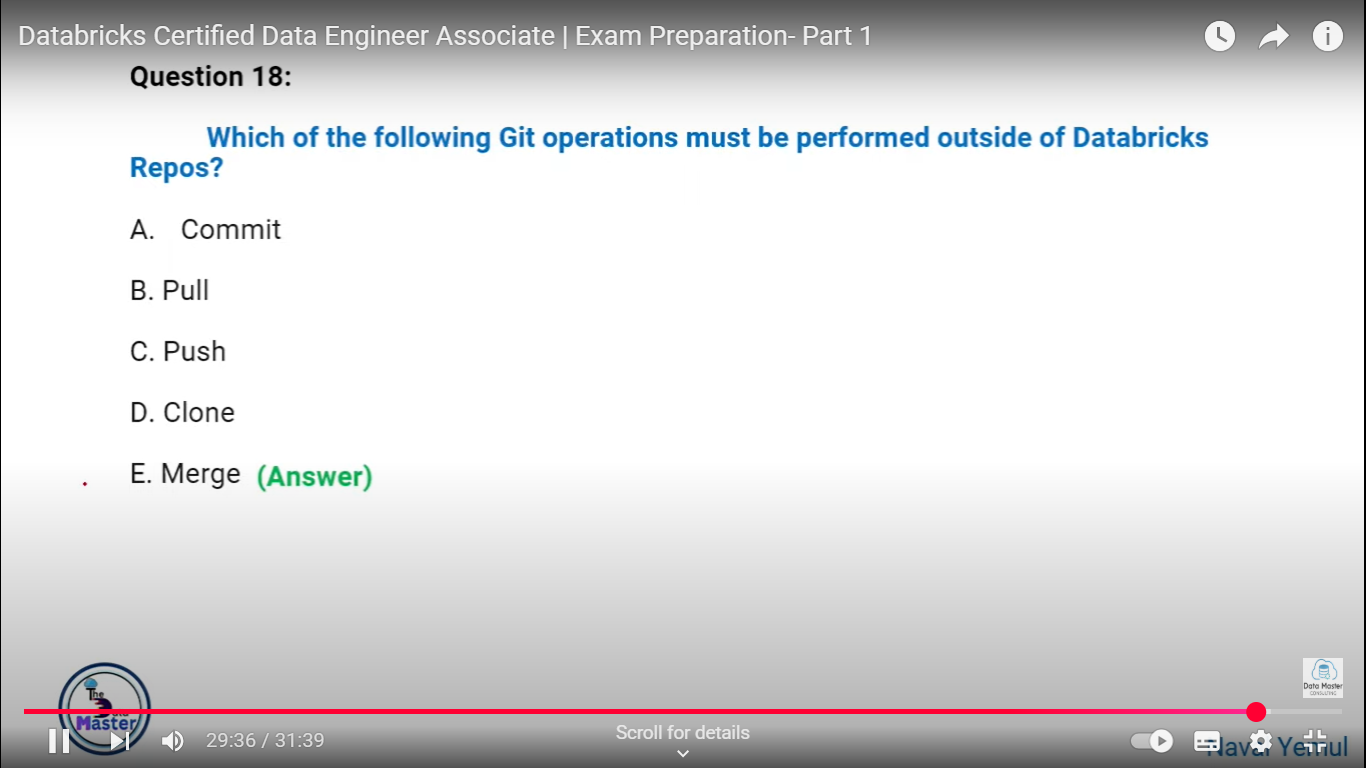 Databricks Certified Data Engineer Associate | Exam Preparation- Part 1
Question 18:
Which of the following Git operations must be performed outside of Databricks
Repos?
A. Commit
B. Pull
C. Push
D. Clone
E. Merge (Answer)
The
Master
Data Master
CONSULTING
29:36 / 31:39
Scroll for details
Naval Yemul